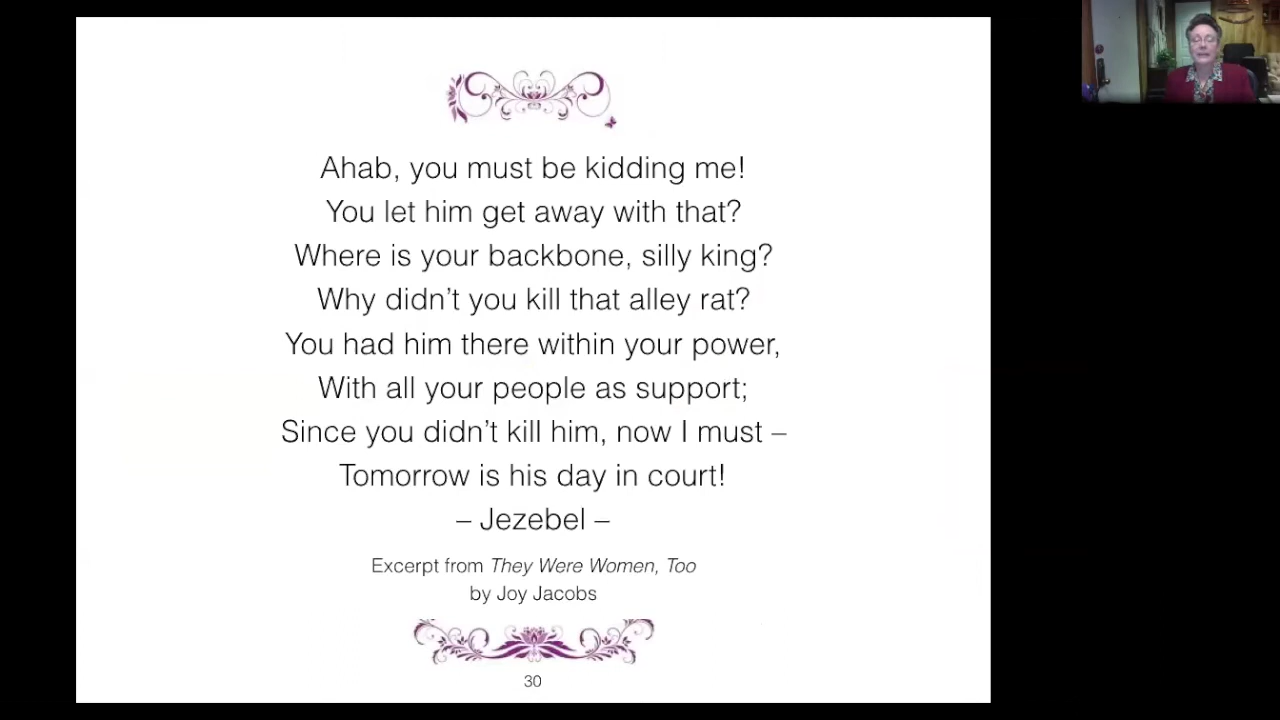 Ahab, you must be kidding me!
You let him get away with that?
Where is your backbone, silly king?
Why didn't you kill that alley rat?
You had him there within your power,
With all your people as support;
Since you didn't kill him, now I must –
Tomorrow is his day in court!
– Jezebel –
Excerpt from They Were Women, Too
by Joy Jacobs
30